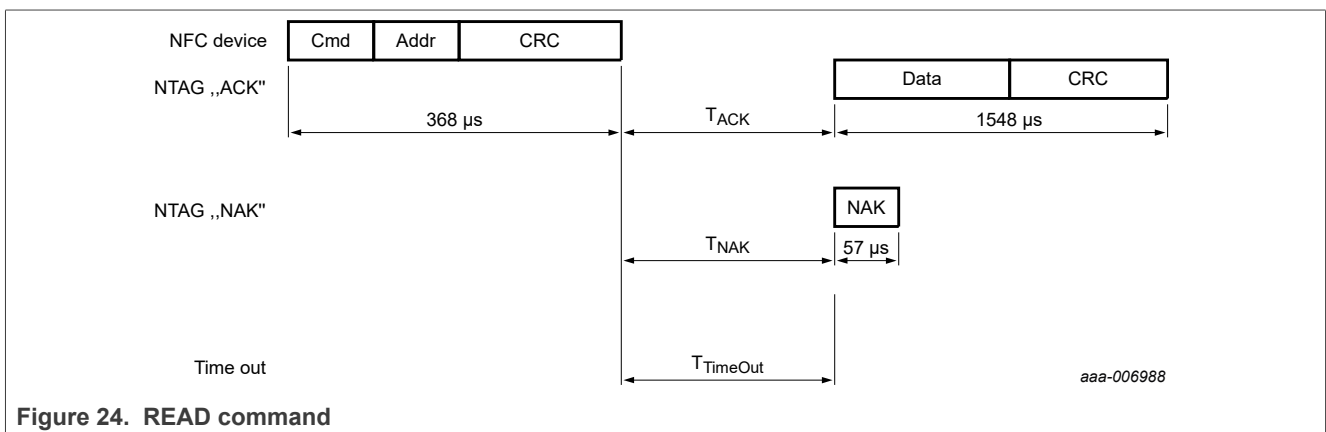 NFC device Cmd Addr CRC
NTAG ,,ACK" Data CRC
368 µs TACK 1548 µs
NTAG ,,NAK" NAK
TNAK 57 µs
Time out TTimeOut aaa-006988
Figure 24. READ command